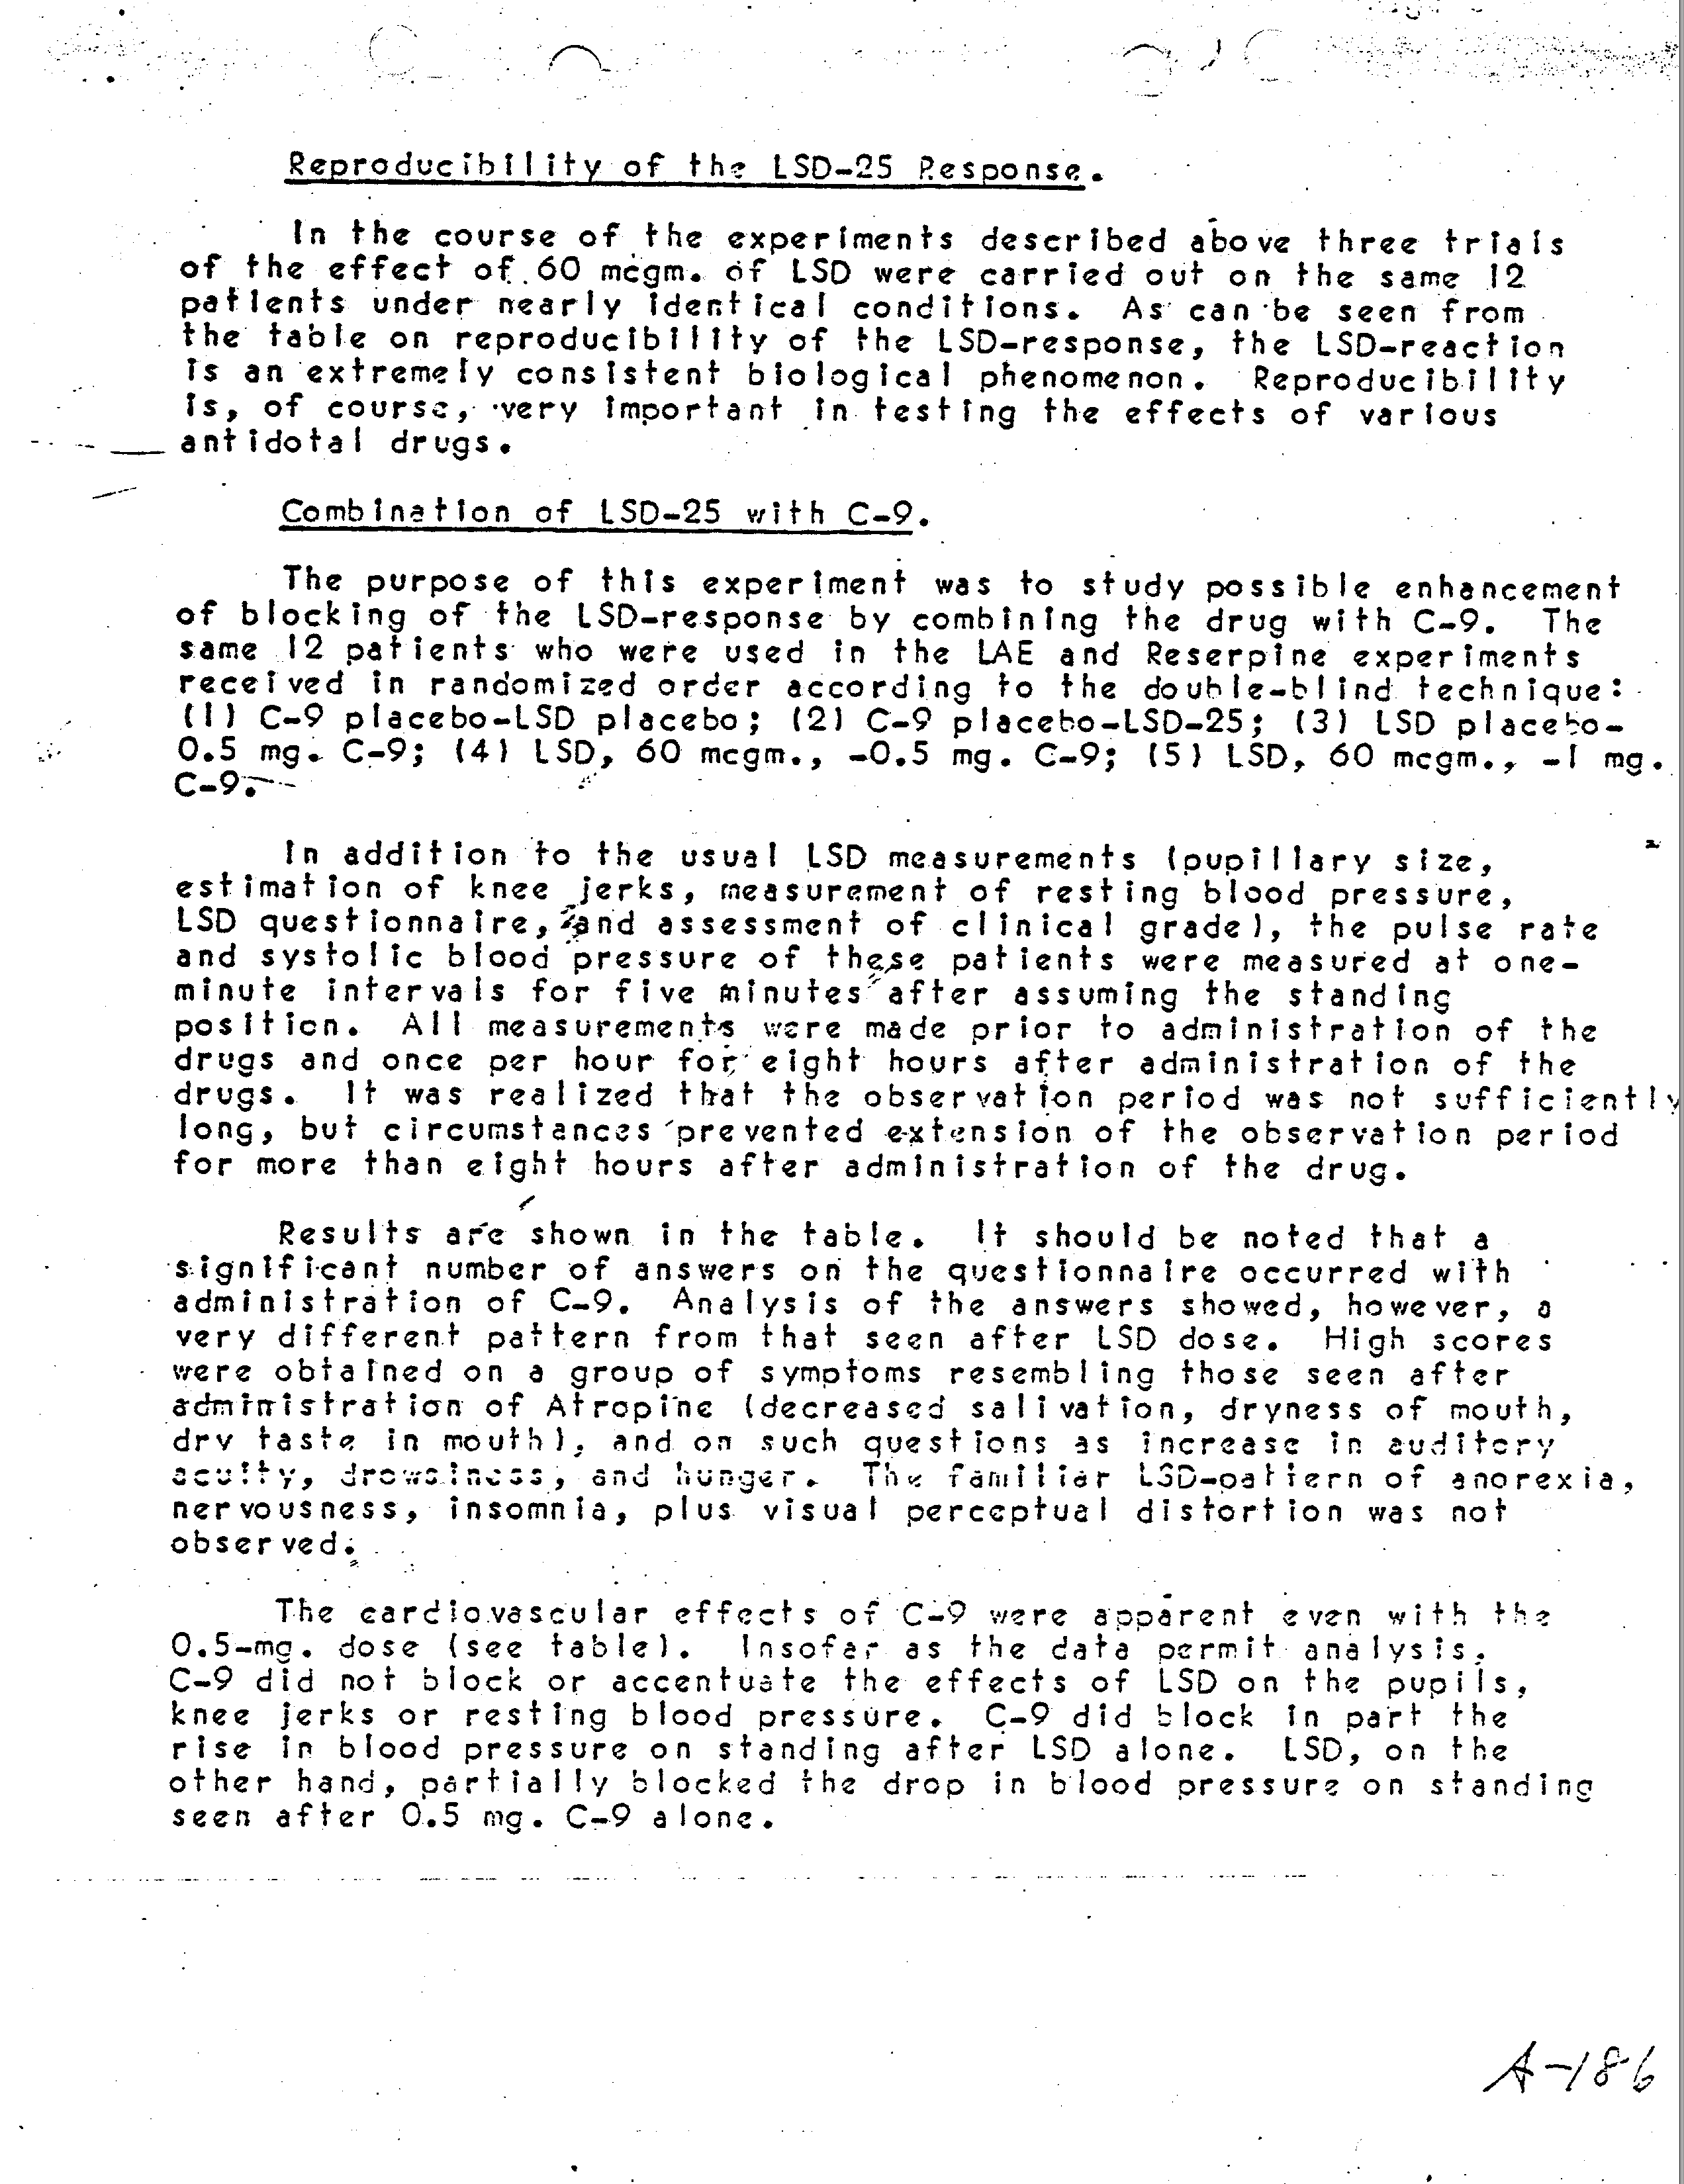 Reproducibility of the LSD-25 Response.
In the course of the experiments described above three trials
of the effect of 60 mcgm. of LSD were carried out on the same 12
patients under nearly identical conditions. As can be seen from
the table on reproducibility of the LSD-response, the LSD-reaction
is an extremely consistent biological phenomenon. Reproducibility
is, of course, very important in testing the effects of various
antidotal drugs.
Combination of LSD-25 with C-9.
The purpose of this experiment was to study possible enhancement
of blocking of the LSD-response by combining the drug with C-9. The
same 12 patients who were used in the LAE and Reserpine experiments
received in randomized order according to the double-blind technique:
(1) C-9 placebo-LSD placebo; (2) C-9 placebo-LSD-25; (3) LSD placebo-
0.5 mg. C-9; (4) LSD, 60 mcgm., -0.5 mg. C-9; (5) LSD, 60 mcgm., -1 mg.
C-9.
In addition to the usual LSD measurements (pupillary size,
estimation of knee jerks, measurement of resting blood pressure,
LSD questionnaire, and assessment of clinical grade), the pulse rate
and systolic blood pressure of these patients were measured at one-
minute intervals for five minutes after assuming the standing
position. All measurements were made prior to administration of the
drugs and once per hour for eight hours after administration of the
drugs. It was realized that the observation period was not sufficiently
long, but circumstances prevented extension of the observation period
for more than eight hours after administration of the drug.
Results are shown in the table. It should be noted that a
significant number of answers on the questionnaire occurred with
administration of C-9. Analysis of the answers showed, however, a
very different pattern from that seen after LSD dose. High scores
were obtained on a group of symptoms resembling those seen after
administration of Atropine (decreased salivation, dryness of mouth,
dry taste in mouth), and on such questions as increase in auditory
acuity, drowsiness, and hunger. The familiar LSD-pattern of anorexia,
nervousness, insomnia, plus visual perceptual distortion was not
observed.
The cardiovascular effects of C-9 were apparent even with the
0.5-mg. dose (see table). Insofar as the data permit analysis,
C-9 did not block or accentuate the effects of LSD on the pupils,
knee jerks or resting blood pressure. C-9 did block in part the
rise in blood pressure on standing after LSD alone. LSD, on the
other hand, partially blocked the drop in blood pressure on standing
seen after 0.5 mg. C-9 alone.
A-186